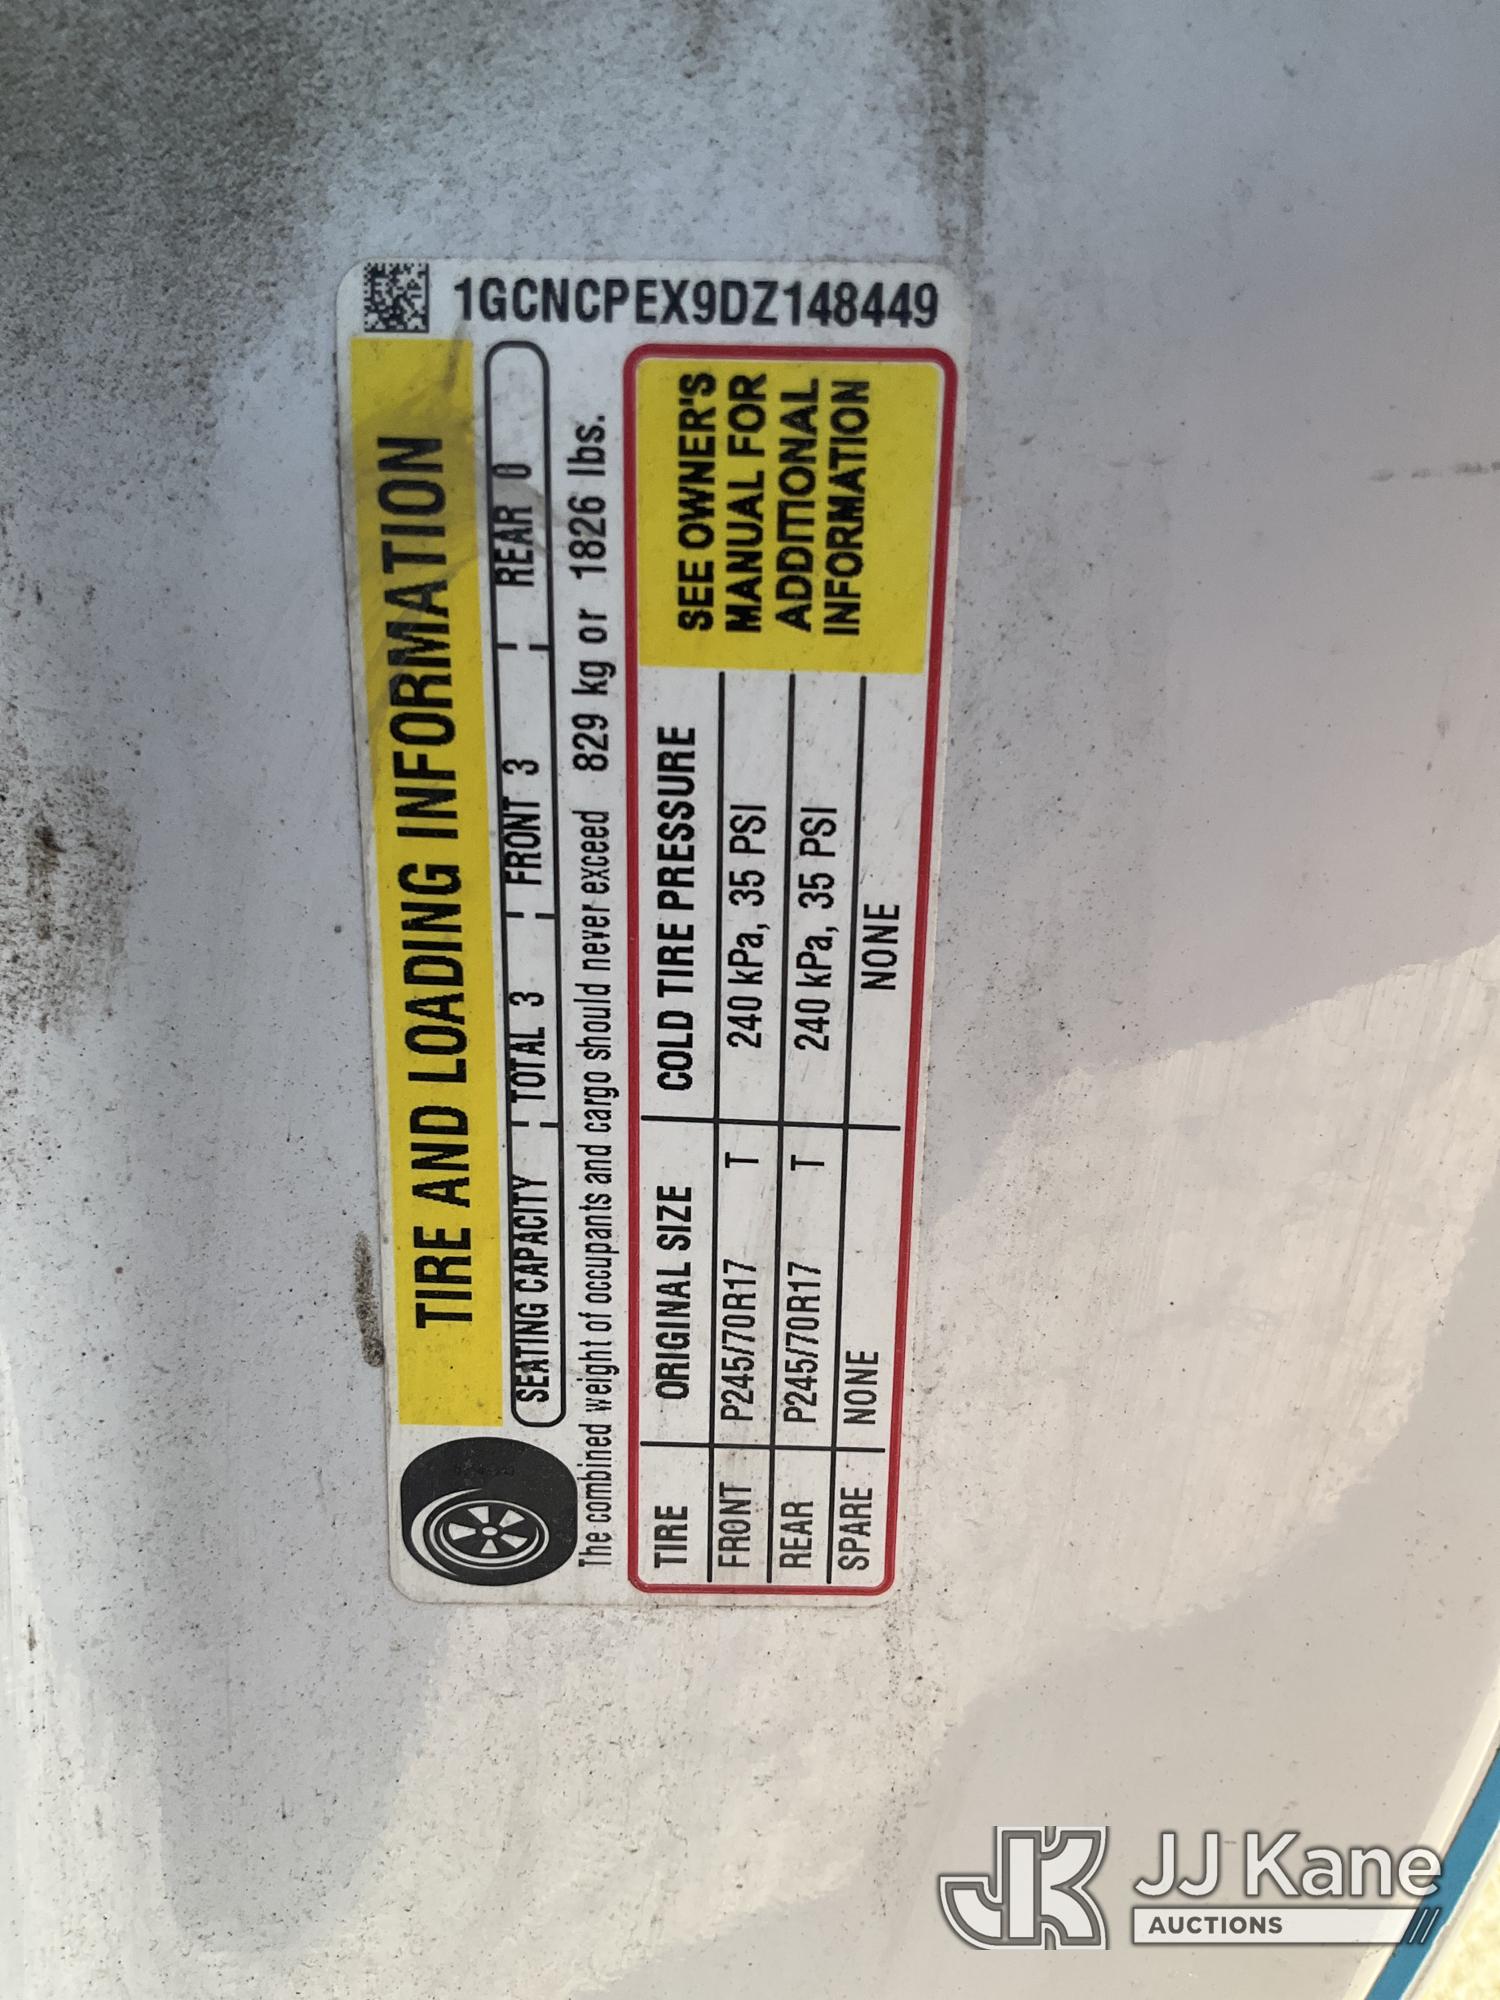 1GCNCPEX9DZ148449
TIRE AND LOADING INFORMATION
SEATING CAPACITY TOTAL 3 FRONT 3 REAR 0
The combined weight of occupants and cargo should never exceed 829 kg or 1826 lbs.
TIRE ORIGINAL SIZE COLD TIRE PRESSURE
FRONT P245/70R17 T 240 kPa, 35 PSI
REAR P245/70R17 T 240 kPa, 35 PSI
SPARE NONE NONE
SEE OWNER'S
MANUAL FOR
ADDITIONAL
INFORMATION
JK JJ Kane
AUCTIONS